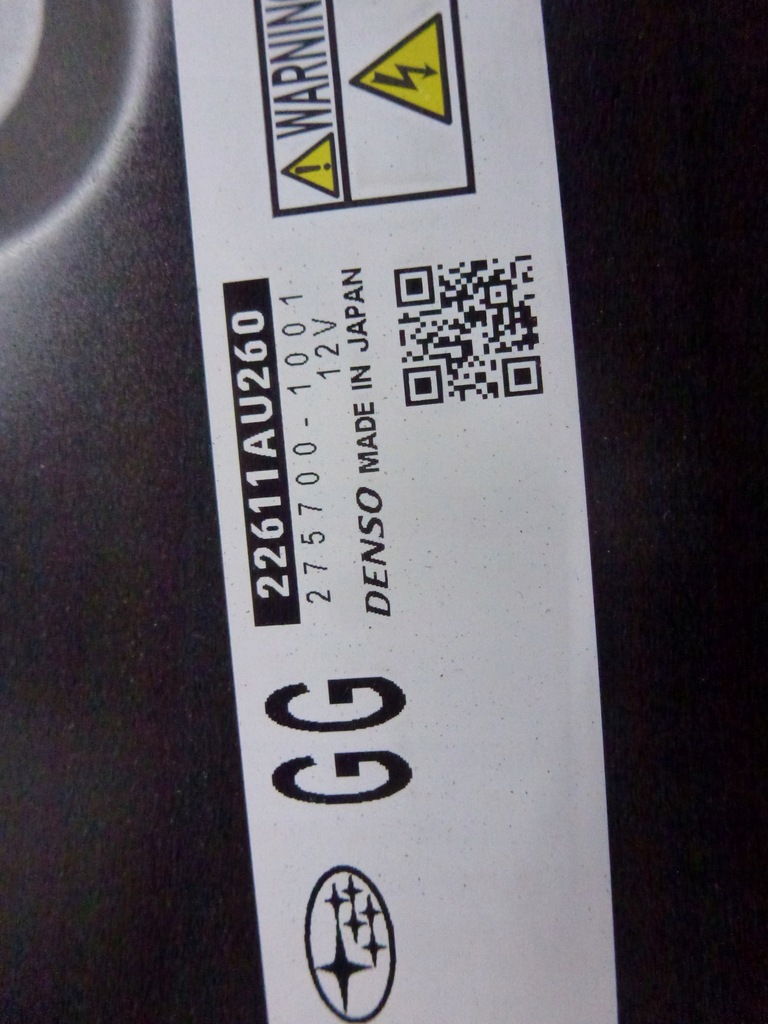 GG
22611AU260
275700-1001
12V
DENSO MADE IN JAPAN
WARNIN